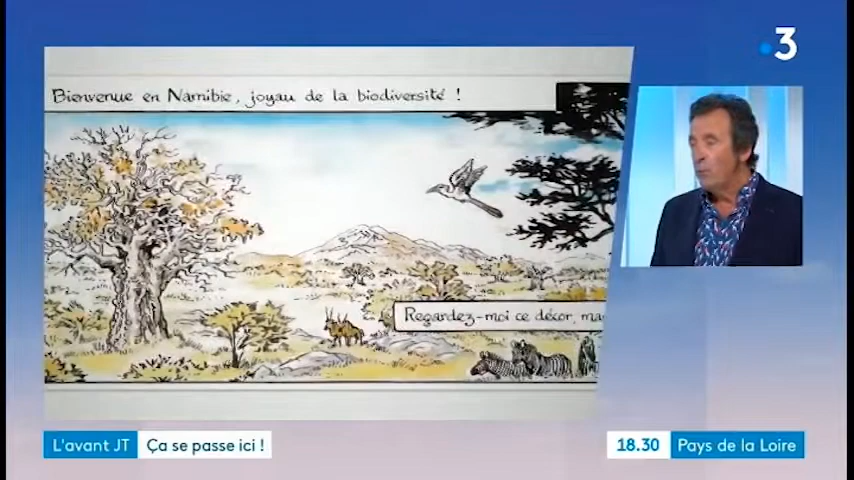 3
Bienvenue en Namibie, joyau de la biodiversité !
Regardez-moi ce décor, ma
L'avant JT
Ça se passe ici !
18.30
Pays de la Loire